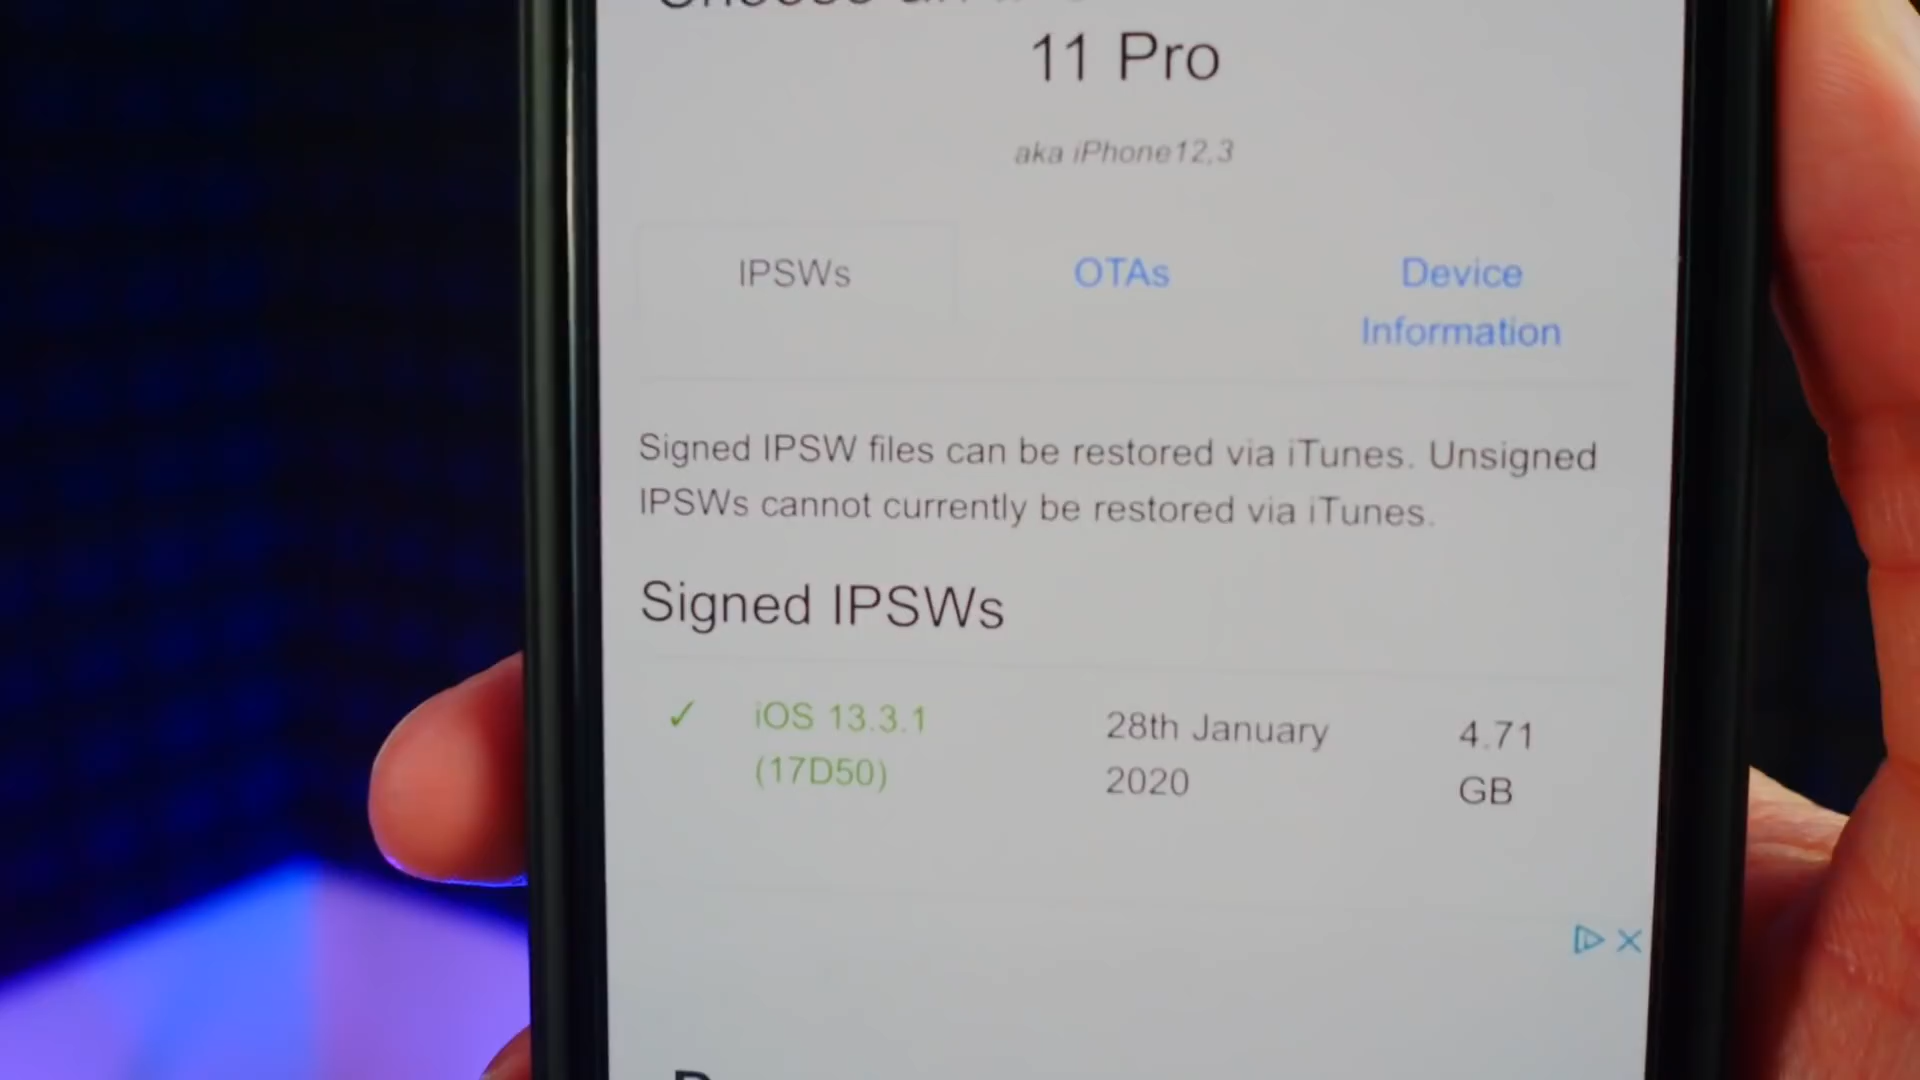 11 Pro
aka iPhone12,3
IPSWs
OTAs
Device
Information
Signed IPSW files can be restored via iTunes. Unsigned
IPSWs cannot currently be restored via iTunes.
Signed IPSWs
✓ iOS 13.3.1 28th January 4.71
(17D50) 2020 GB